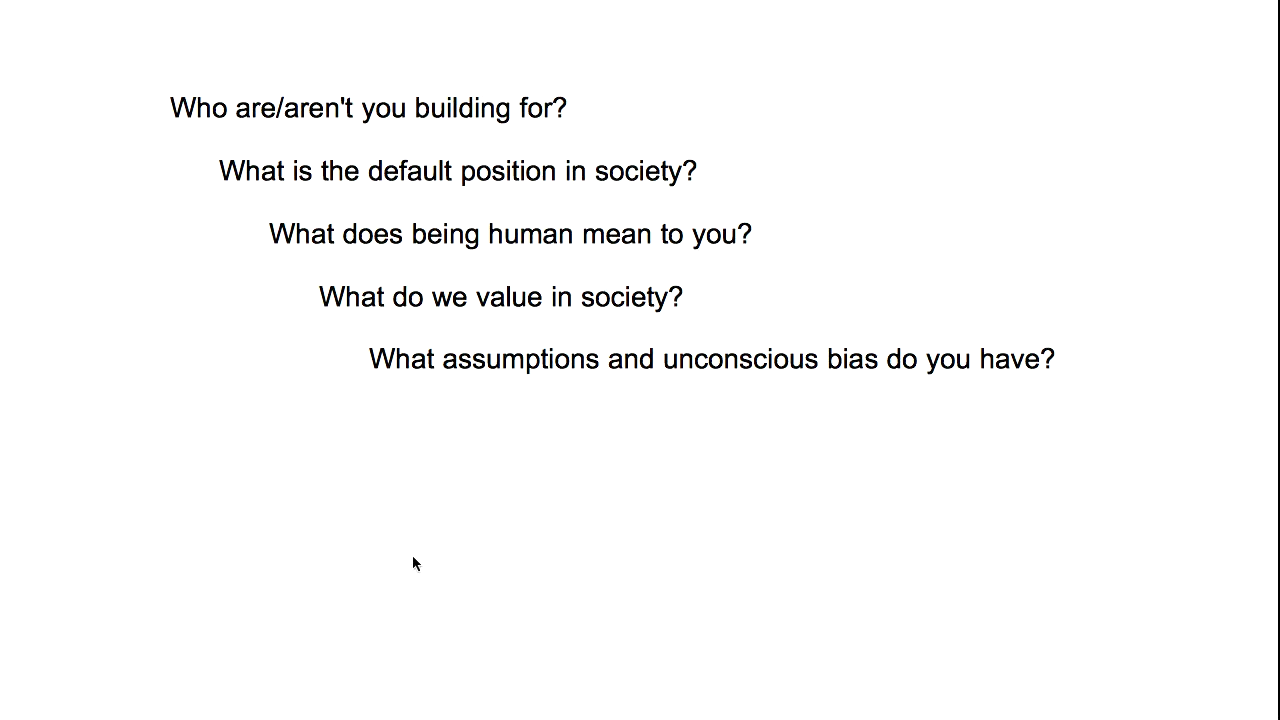 Who are/aren't you building for?
What is the default position in society?
What does being human mean to you?
What do we value in society?
What assumptions and unconscious bias do you have?